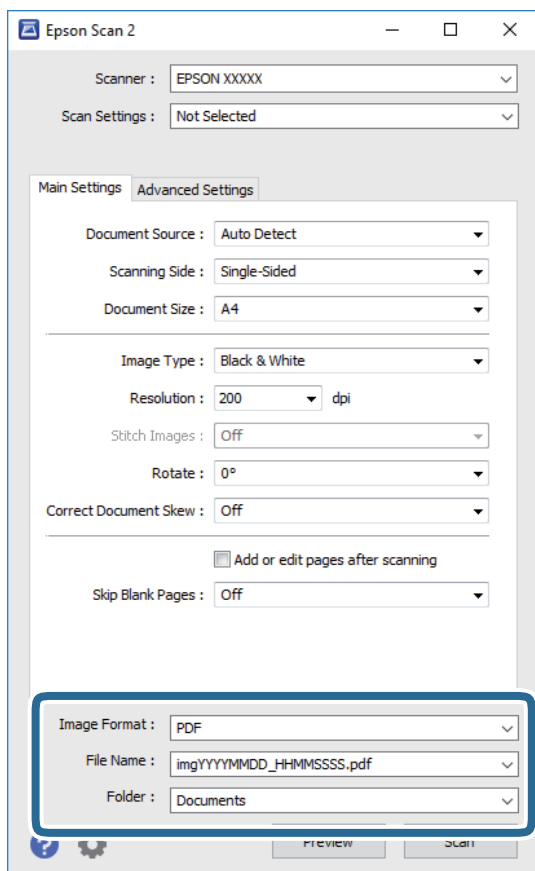 Epson Scan 2
Scanner : EPSON XXXXX
Scan Settings : Not Selected
Main Settings Advanced Settings
Document Source : Auto Detect
Scanning Side : Single-Sided
Document Size : A4
Image Type : Black & White
Resolution : 200 dpi
Stitch Images : Off
Rotate : 0°
Correct Document Skew : Off
Add or edit pages after scanning
Skip Blank Pages : Off
Image Format : PDF
File Name : imgYYYYMMDD_HHMMSSSS.pdf
Folder : Documents
? Preview Scan